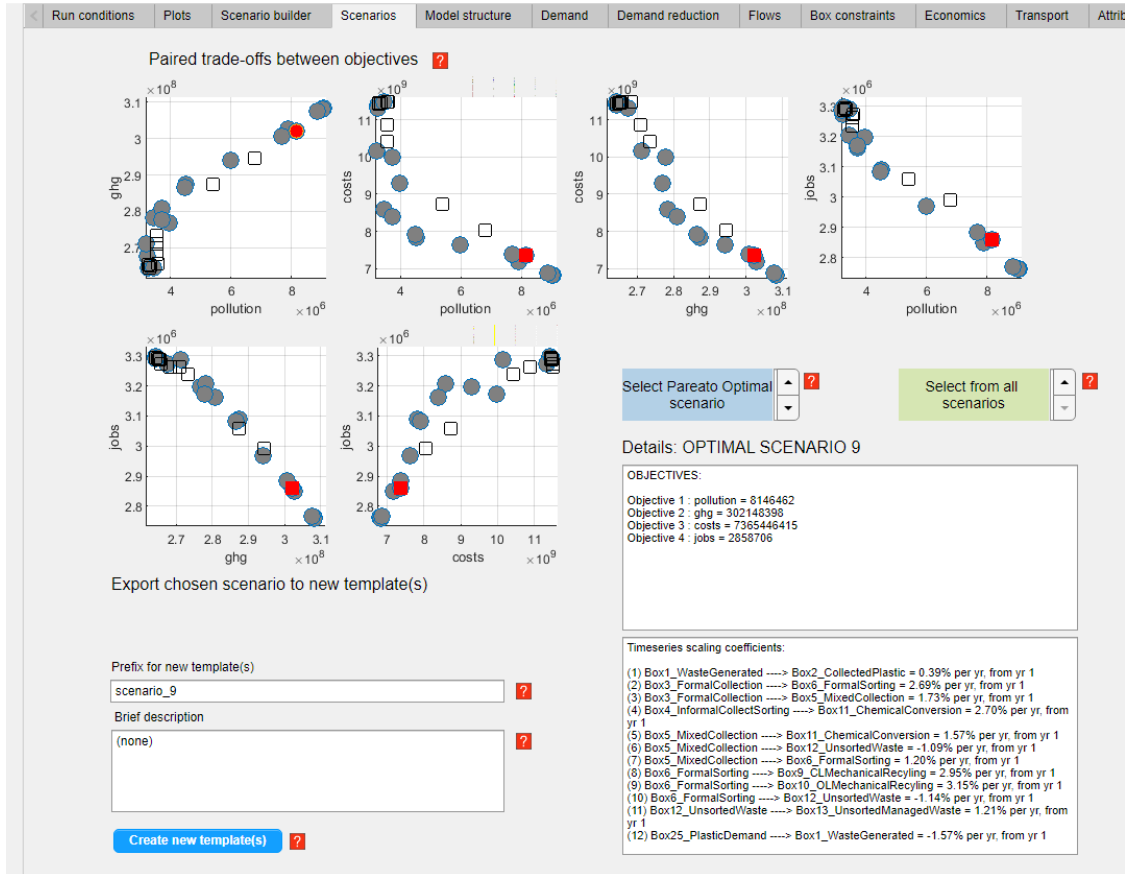 Run conditions Plots Scenario builder Scenarios Model structure Demand Demand reduction Flows Box constraints Economics Transport Attrib
Paired trade-offs between objectives ?
×10^8 ×10^9 ×10^9 ×10^6
3.1 3 2.9 2.8 2.7
ghg
4 6 8
pollution ×10^6
11 10 9 8 7
costs
4 6 8
pollution ×10^6
11 10 9 8 7
costs
2.7 2.8 2.9 3 3.1
ghg ×10^8
3.3 3.2 3.1 3 2.9 2.8
jobs
4 6 8
pollution ×10^6
×10^6 ×10^6
3.3 3.2 3.1 3 2.9 2.8
jobs
2.7 2.8 2.9 3 3.1
ghg ×10^8
3.3 3.2 3.1 3 2.9 2.8
jobs
7 8 9 10 11
costs ×10^9
Select Pareato Optimal
scenario
?
Select from all
scenarios
?
Details: OPTIMAL SCENARIO 9
OBJECTIVES:
Objective 1 : pollution = 8146462
Objective 2 : ghg = 302148398
Objective 3 : costs = 7365446415
Objective 4 : jobs = 2858706
Export chosen scenario to new template(s)
Prefix for new template(s)
scenario_9 ?
Brief description
(none) ?
Create new template(s) ?
Timeseries scaling coefficients:
(1) Box1_WasteGenerated ----> Box2_CollectedPlastic = 0.39% per yr, from yr 1
(2) Box3_FormalCollection ----> Box6_FormalSorting = 2.69% per yr, from yr 1
(3) Box3_FormalCollection ----> Box5_MixedCollection = 1.73% per yr, from yr 1
(4) Box4_InformalCollectSorting ----> Box11_ChemicalConversion = 2.70% per yr, from
yr 1
(5) Box5_MixedCollection ----> Box11_ChemicalConversion = 1.57% per yr, from yr 1
(6) Box5_MixedCollection ----> Box12_UnsortedWaste = -1.09% per yr, from yr 1
(7) Box5_MixedCollection ----> Box6_FormalSorting = 1.20% per yr, from yr 1
(8) Box6_FormalSorting ----> Box9_CLMechanicalRecyling = 2.95% per yr, from yr 1
(9) Box6_FormalSorting ----> Box10_OLMechanicalRecyling = 3.15% per yr, from yr 1
(10) Box6_FormalSorting ----> Box12_UnsortedWaste = -1.14% per yr, from yr 1
(11) Box12_UnsortedWaste ----> Box13_UnsortedManagedWaste = 1.21% per yr, from
yr 1
(12) Box25_PlasticDemand ----> Box1_WasteGenerated = -1.57% per yr, from yr 1